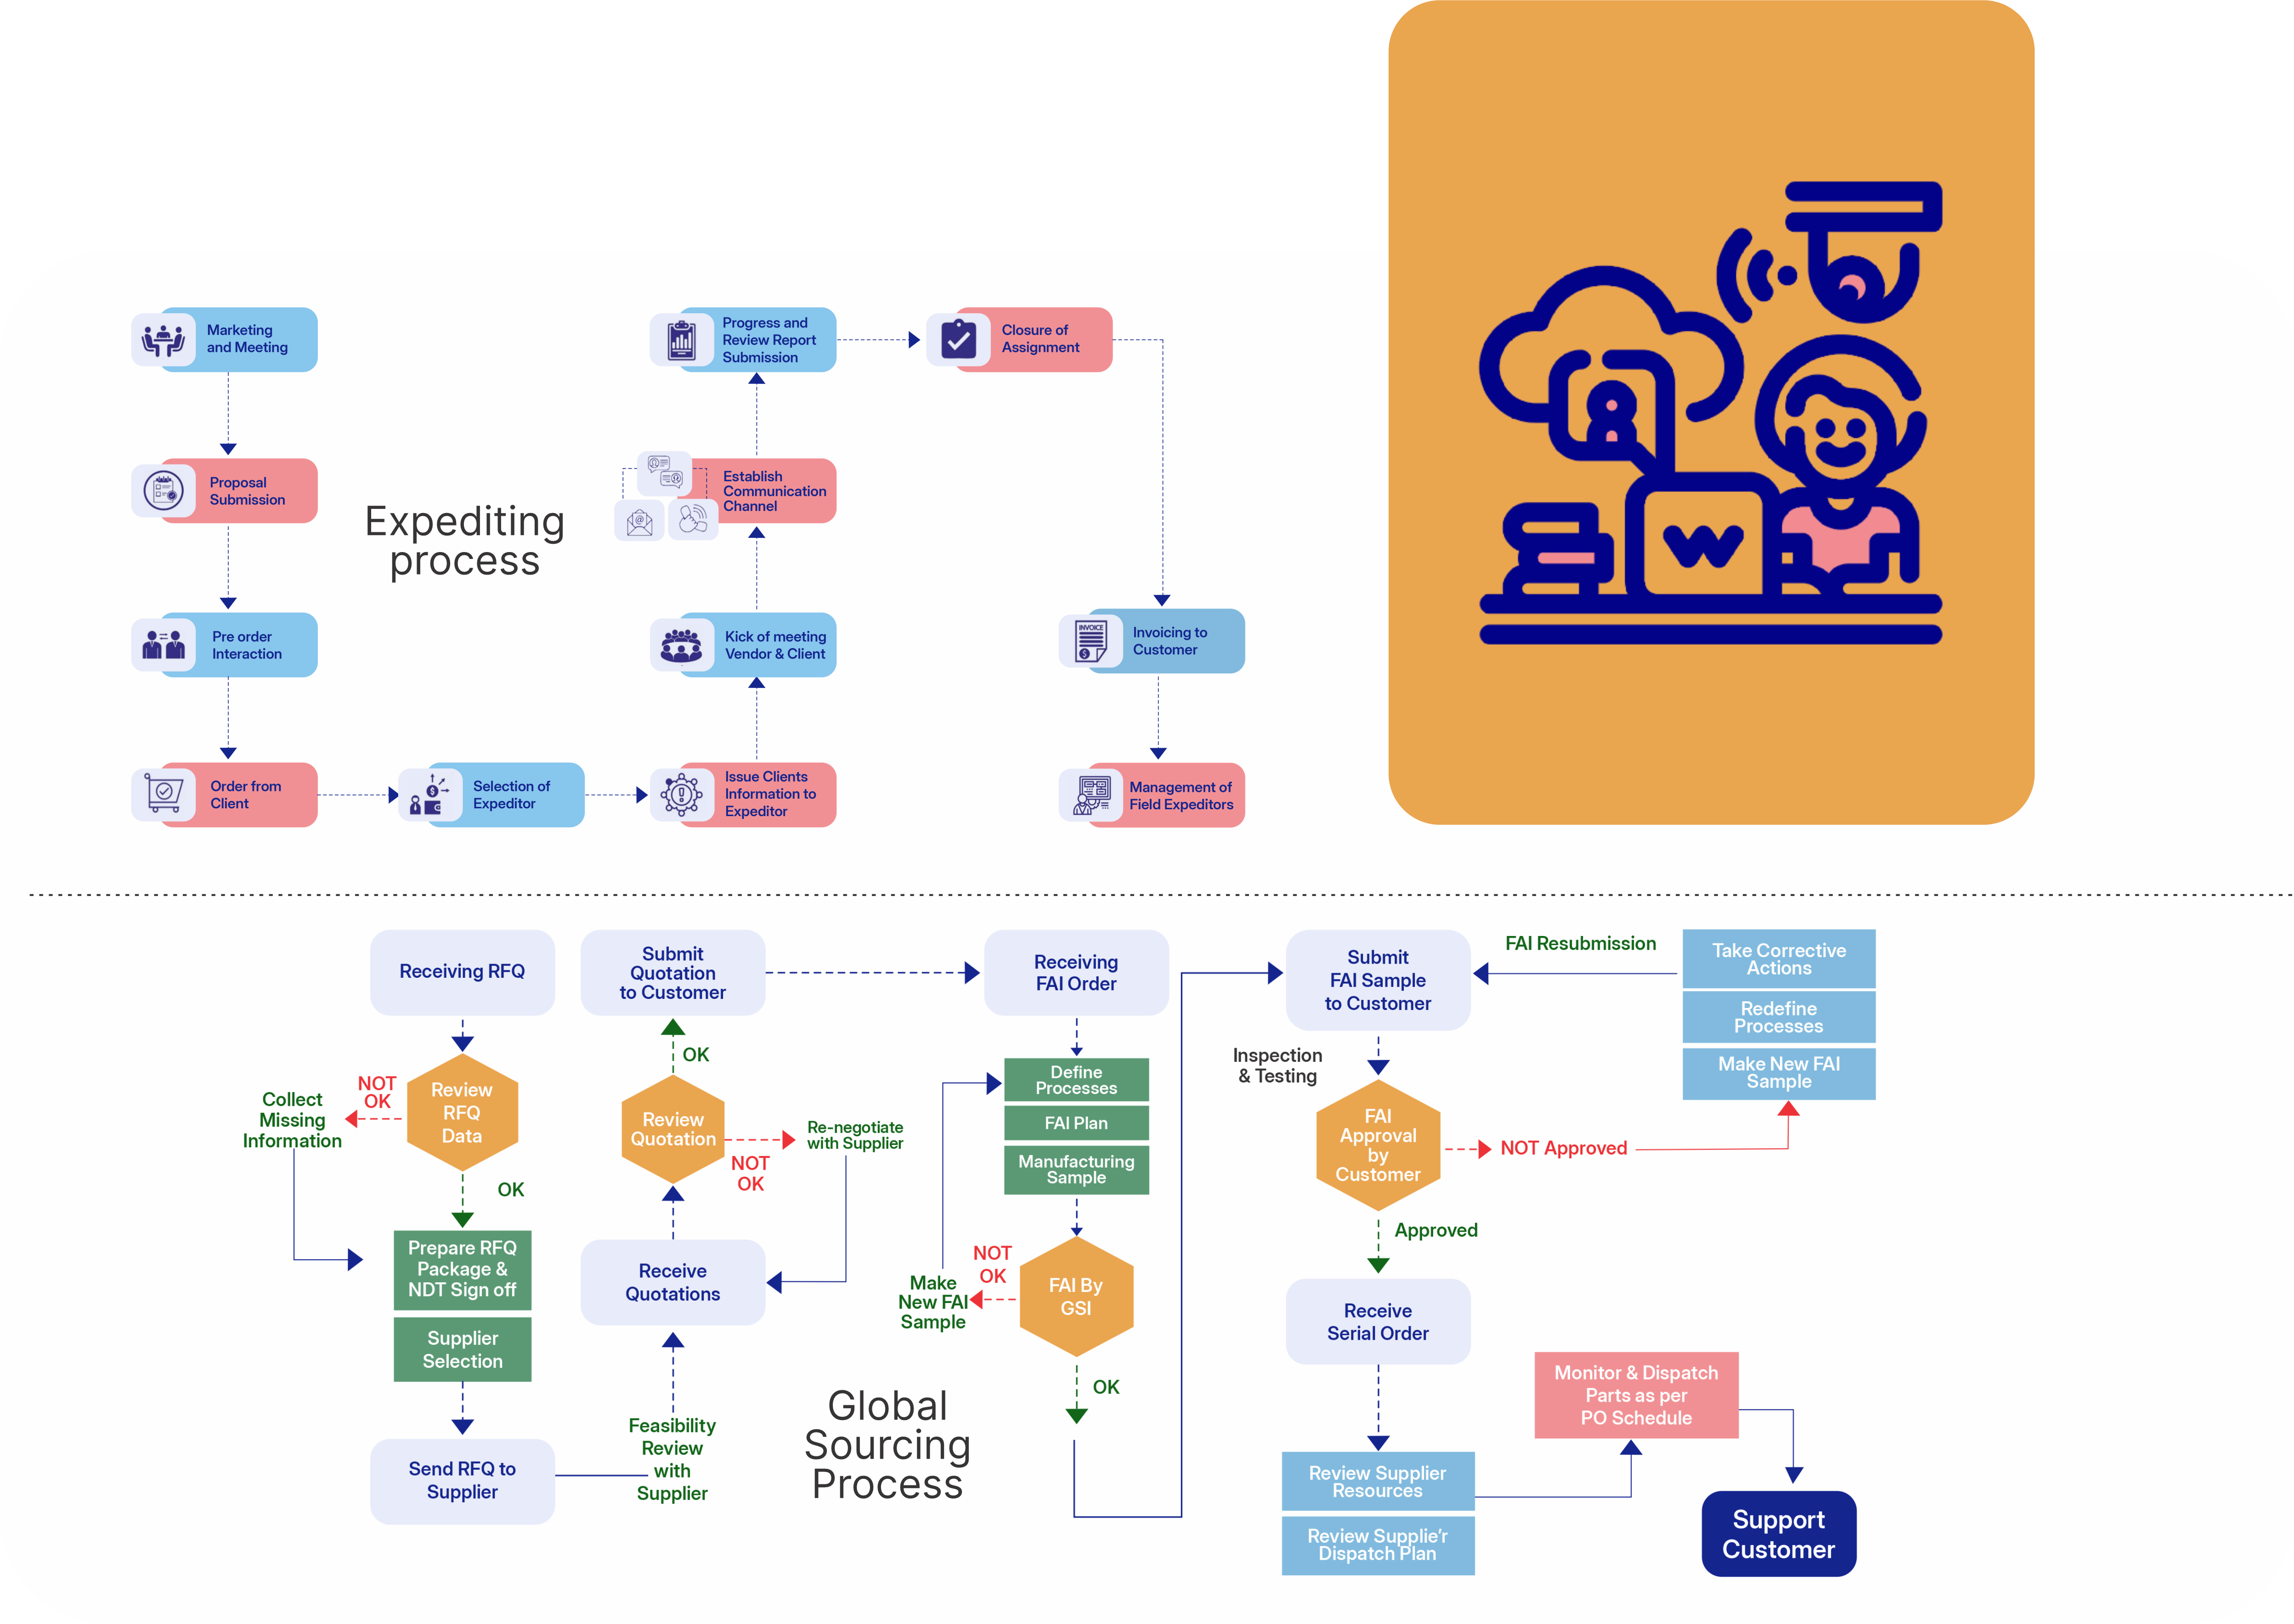 Marketing
and Meeting
Proposal
Submission
Pre order
Interaction
Order from
Client
Expediting
process
Selection of
Expeditor
Issue Clients
Information to
Expeditor
Kick of meeting
Vendor & Client
Establish
Communication
Channel
@
Progress and
Review Report
Submission
Closure of
Assignment
INVOICE
$
Invoicing to
Customer
Management of
Field Expeditors
W
Receiving RFQ
Review
RFQ
Data
NOT
OK
Collect
Missing
Information
OK
Prepare RFQ
Package &
NDT Sign off
Supplier
Selection
Send RFQ to
Supplier
Feasibility
Review
with
Supplier
Receive
Quotations
Review
Quotation
NOT
OK
Re-negotiate
with Supplier
OK
Submit
Quotation
to Customer
Global
Sourcing
Process
Receiving
FAI Order
Define
Processes
FAI Plan
Manufacturing
Sample
FAI By
GSI
NOT
OK
Make
New FAI
Sample
OK
Submit
FAI Sample
to Customer
Inspection
& Testing
FAI
Approval
by
Customer
NOT Approved
FAI Resubmission
Take Corrective
Actions
Redefine
Processes
Make New FAI
Sample
Approved
Receive
Serial Order
Review Supplier
Resources
Review Supplie'r
Dispatch Plan
Monitor & Dispatch
Parts as per
PO Schedule
Support
Customer